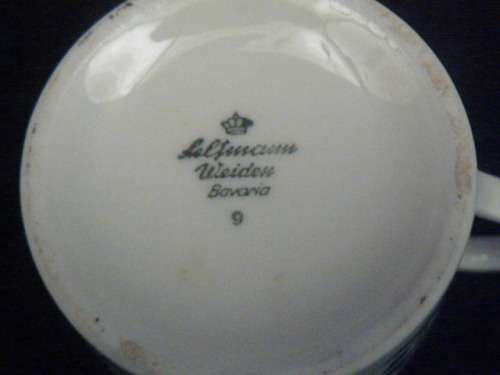 Seltmann
Weiden
Bavaria
9